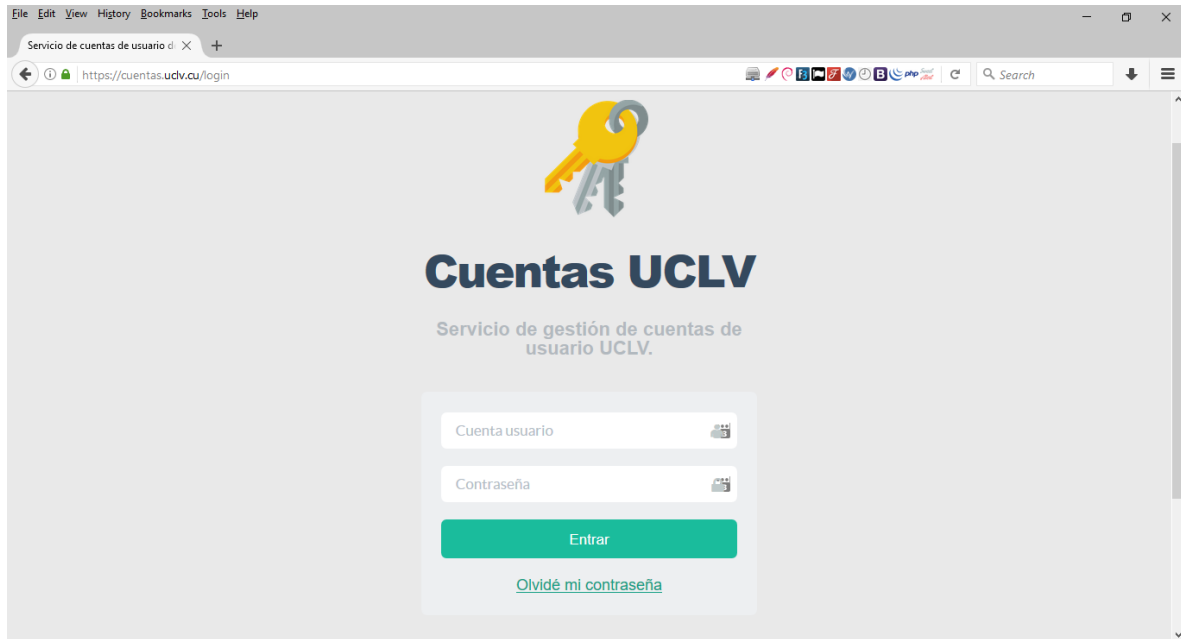 File Edit View History Bookmarks Tools Help
Servicio de cuentas de usuario d
https://cuentas.uclv.cu/login
php
Search
Cuentas UCLV
Servicio de gestión de cuentas de
usuario UCLV.
Cuenta usuario
Contraseña
Entrar
Olvidé mi contraseña